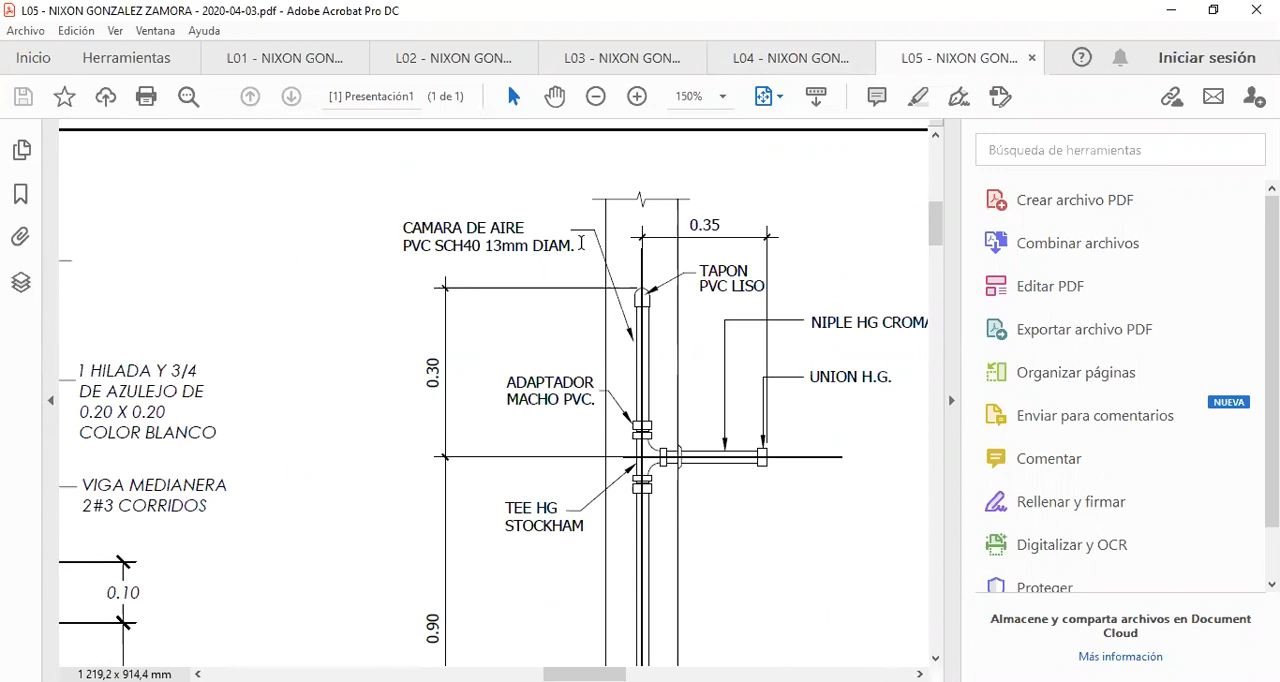 L05 - NIXON GONZALEZ ZAMORA - 2020-04-03.pdf - Adobe Acrobat Pro DC
Archivo Edición Ver Ventana Ayuda
Inicio Herramientas L01 - NIXON GON... L02 - NIXON GON... L03 - NIXON GON... L04 - NIXON GON... L05 - NIXON GON... × ? Iniciar sesión
[1] Presentación1 (1 de 1) 150%
Búsqueda de herramientas
Crear archivo PDF
Combinar archivos
Editar PDF
Exportar archivo PDF
Organizar páginas
NUEVA
Enviar para comentarios
Comentar
Rellenar y firmar
Digitalizar y OCR
Proteger
Almacene y comparta archivos en Document
Cloud
Más información
CAMARA DE AIRE
PVC SCH40 13mm DIAM.
0.35
TAPON
PVC LISO
NIPLE HG CROMA
UNION H.G.
0.30
ADAPTADOR
MACHO PVC.
TEE HG
STOCKHAM
0.90
1 HILADA Y 3/4
DE AZULEJO DE
0.20 X 0.20
COLOR BLANCO
VIGA MEDIANERA
2#3 CORRIDOS
0.10
1 219,2 x 914,4 mm